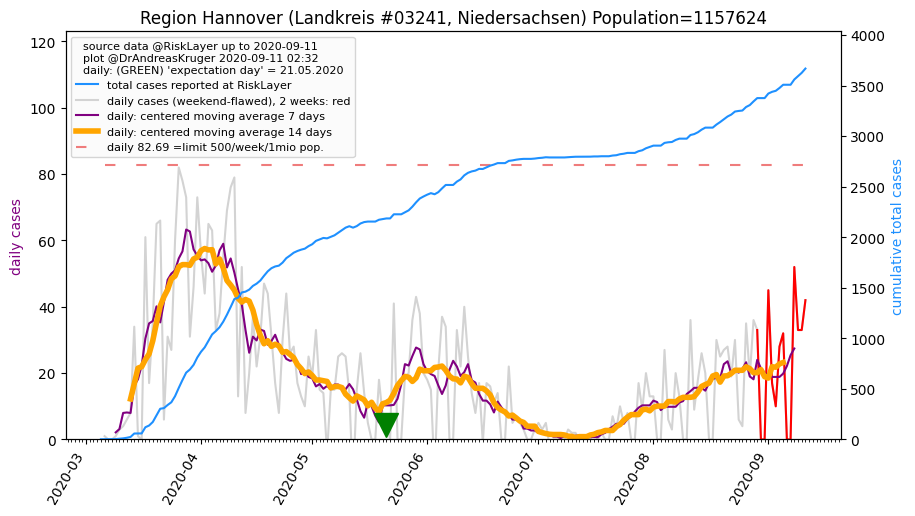 Region Hannover (Landkreis #03241, Niedersachsen) Population=1157624
source data @RiskLayer up to 2020-09-11
plot @DrAndreasKruger 2020-09-11 02:32
daily: (GREEN) 'expectation day' = 21.05.2020
total cases reported at RiskLayer
daily cases (weekend-flawed), 2 weeks: red
daily: centered moving average 7 days
daily: centered moving average 14 days
daily 82.69 =limit 500/week/1mio pop.
daily cases
120
100
80
60
40
20
0
cumulative total cases
4000
3500
3000
2500
2000
1500
1000
500
0
2020-03
2020-04
2020-05
2020-06
2020-07
2020-08
2020-09